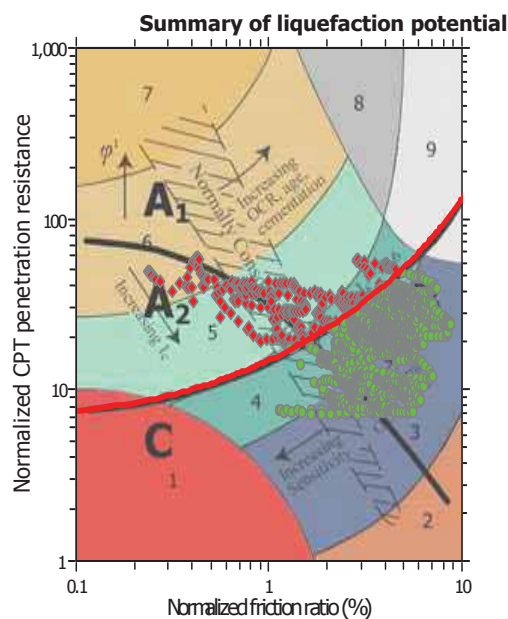 Summary of liquefaction potential
Normalized CPT penetration resistance
1,000
100
10
1
0.1
1
10
Normalized friction ratio (%)
7
8
9
φ'
A1
Increasing
OCR, age,
cementation
Normally
6
A2
Increasing Ic
5
4
C
1
Increasing
Sensitivity
3
2